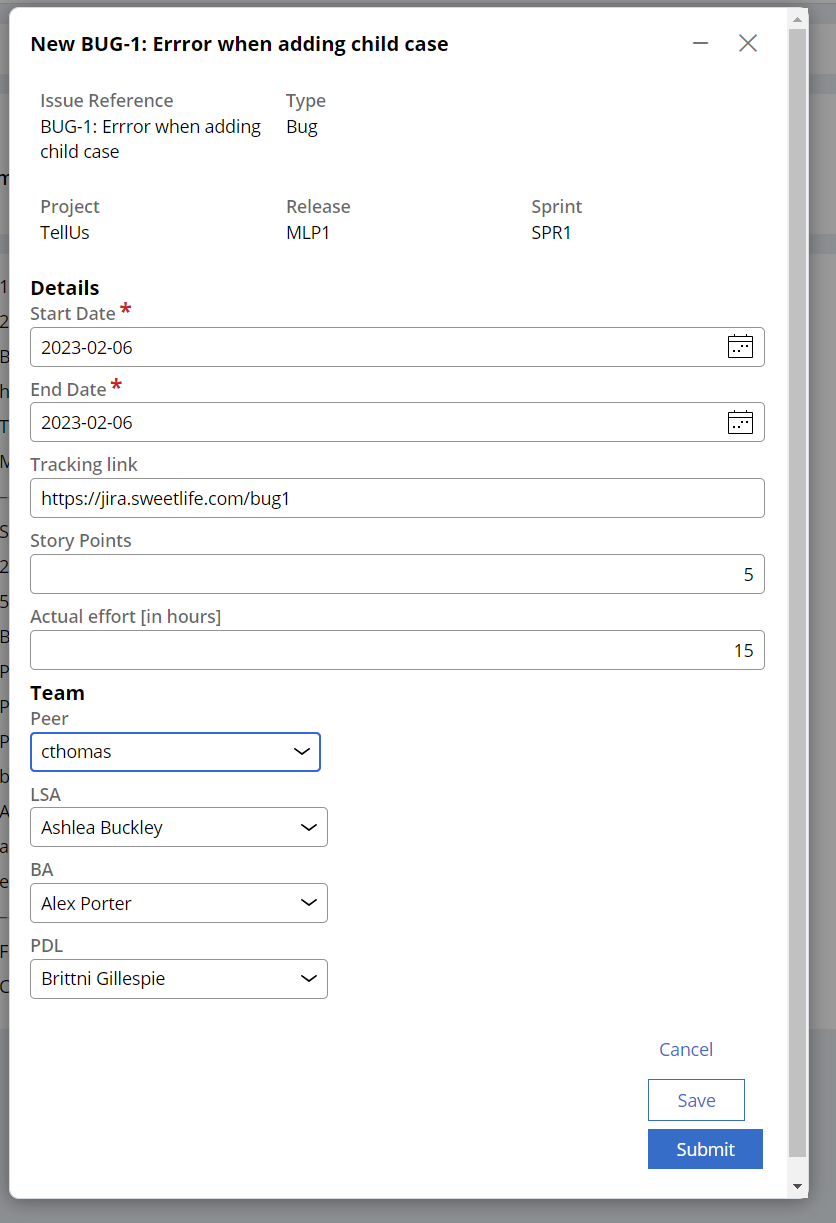 New BUG-1: Errror when adding child case
Issue Reference
Type
BUG-1: Errror when adding
child case
Bug
Project
Release
Sprint
TellUs
MLP1
SPR1
Details
Start Date *
2023-02-06
End Date *
2023-02-06
Tracking link
https://jira.sweetlife.com/bug1
Story Points
5
Actual effort [in hours]
15
Team
Peer
cthomas
LSA
Ashlea Buckley
BA
Alex Porter
PDL
Brittni Gillespie
Cancel
Save
Submit